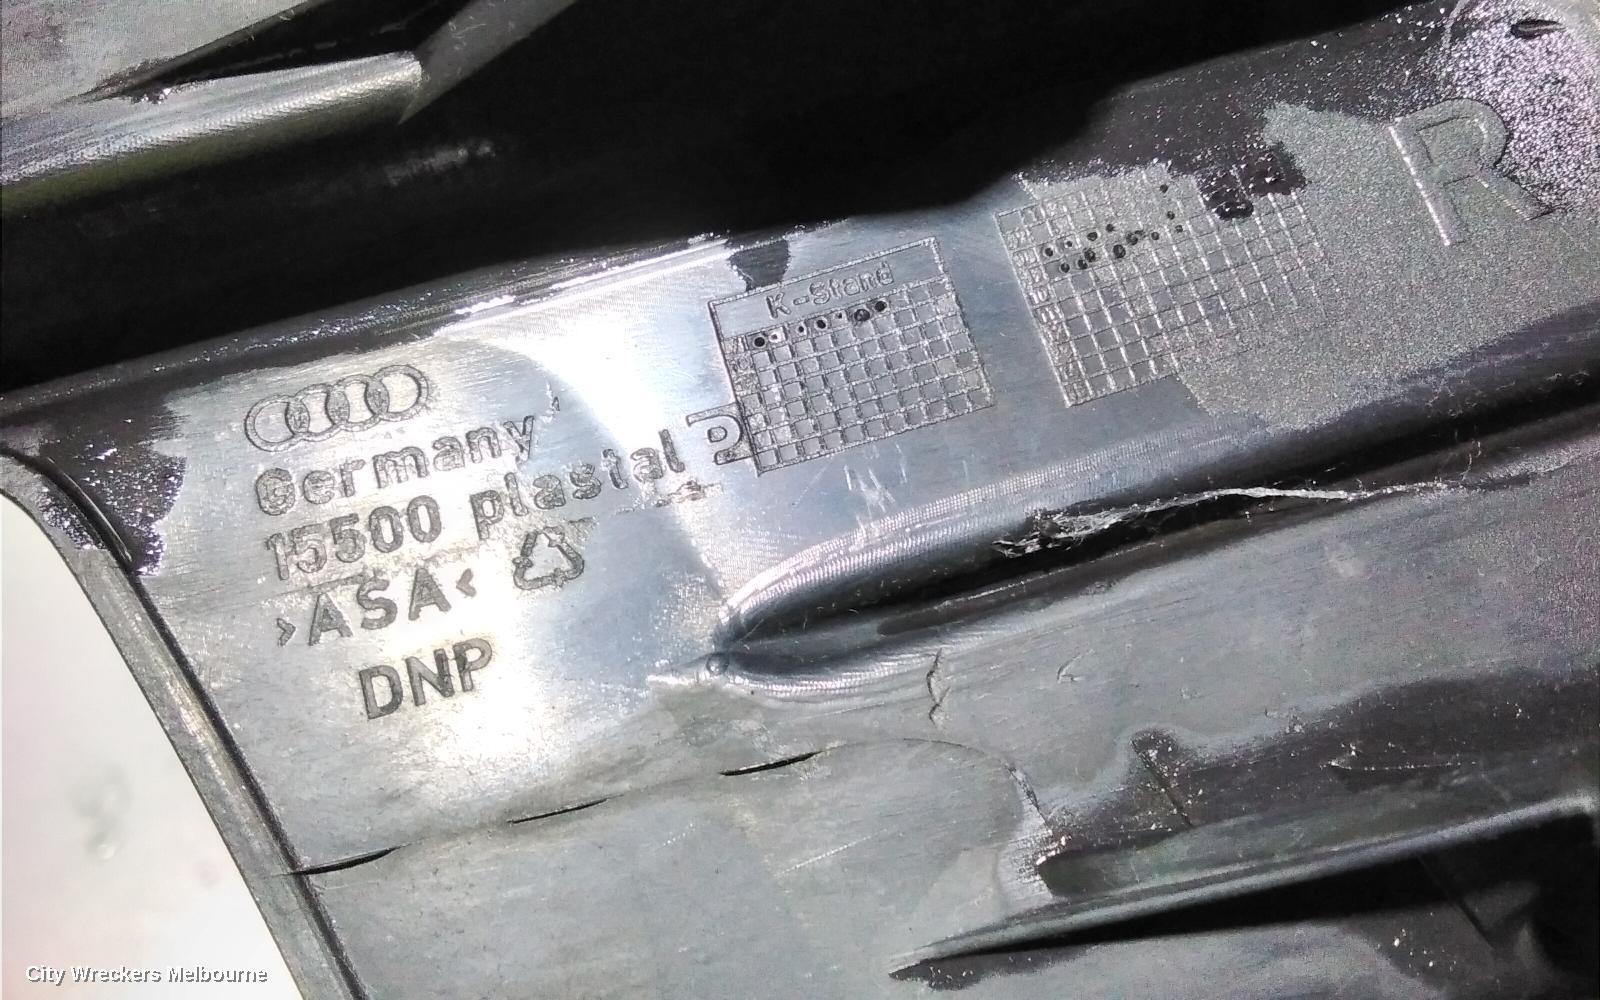 R
K-Stand
Germany
15500 plastal
>ASA<
DNP
City Wreckers Melbourne